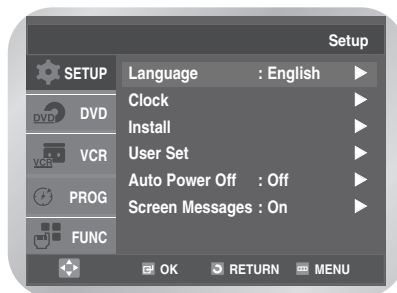 Setup
SETUP
Language : English ►
DVD DVD
Clock ►
Install ►
VCR VCR
User Set ►
Auto Power Off : Off ►
PROG
Screen Messages : On ►
FUNC
OK RETURN MENU